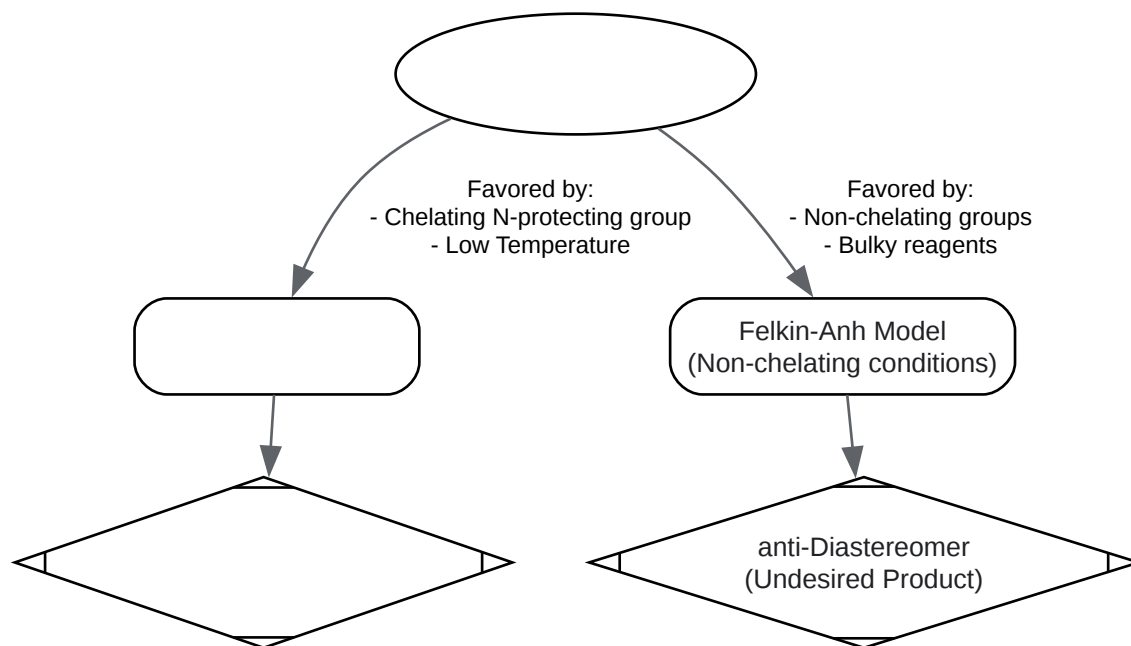 Favored by:
- Chelating N-protecting group
- Low Temperature
Favored by:
- Non-chelating groups
- Bulky reagents
Felkin-Anh Model
(Non-chelating conditions)
anti-Diastereomer
(Undesired Product)